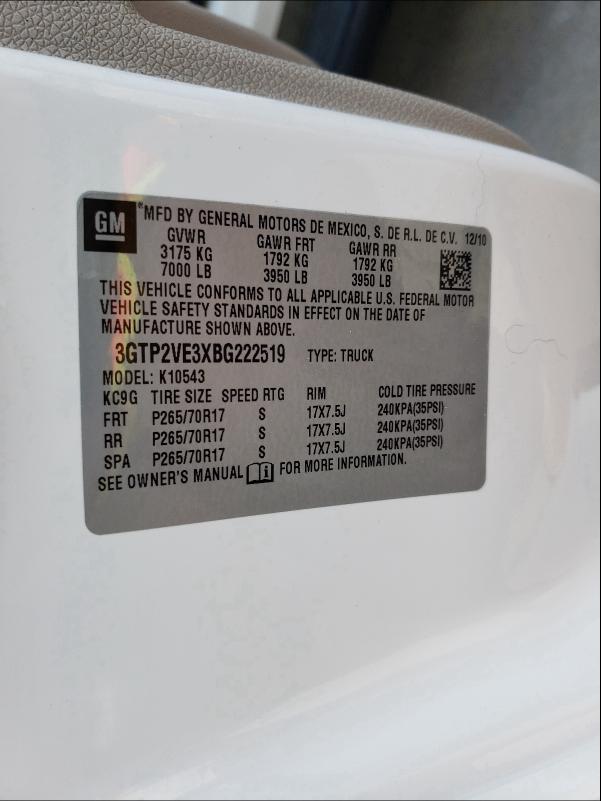 GM *MFD BY GENERAL MOTORS DE MEXICO, S. DE R.L. DE C.V. 12/10
GVWR GAWR FRT GAWR RR
3175 KG 1792 KG 1792 KG
7000 LB 3950 LB 3950 LB
THIS VEHICLE CONFORMS TO ALL APPLICABLE U.S. FEDERAL MOTOR
VEHICLE SAFETY STANDARDS IN EFFECT ON THE DATE OF
MANUFACTURE SHOWN ABOVE.
3GTP2VE3XBG222519 TYPE: TRUCK
MODEL: K10543
KC9G TIRE SIZE SPEED RTG RIM COLD TIRE PRESSURE
FRT P265/70R17 S 17X7.5J 240KPA(35PSI)
RR P265/70R17 S 17X7.5J 240KPA(35PSI)
SPA P265/70R17 S 17X7.5J 240KPA(35PSI)
SEE OWNER'S MANUAL FOR MORE INFORMATION.